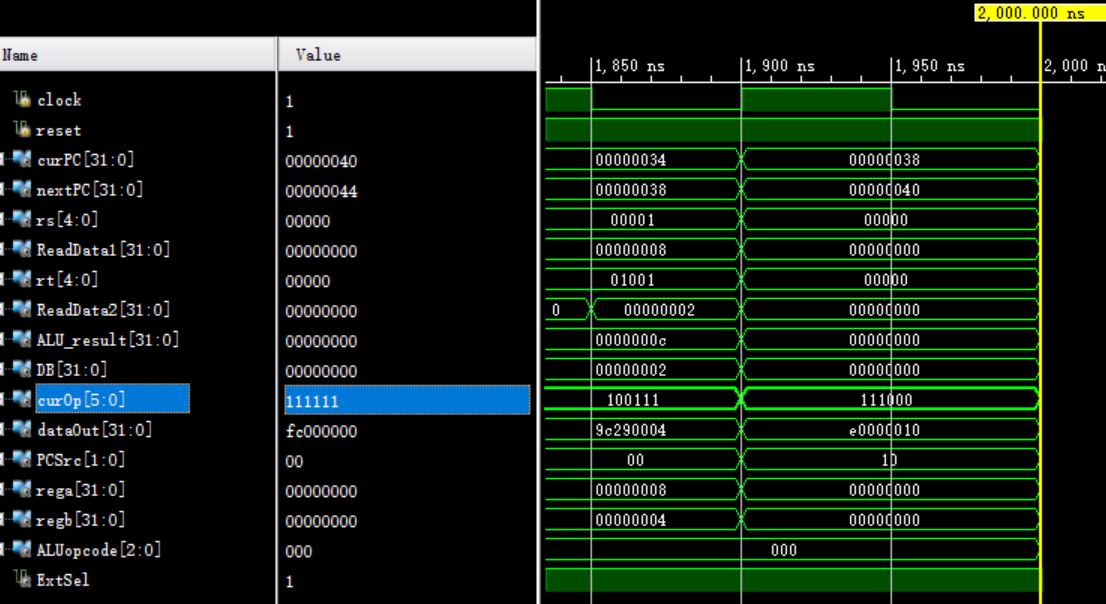 2,000.000 ns
Name Value
1,850 ns 1,900 ns 1,950 ns 2,000 n
clock 1
reset 1
curPC[31:0] 00000040 00000034 00000038
nextPC[31:0] 00000044 00000038 00000040
rs[4:0] 00000 00001 00000
ReadData1[31:0] 00000000 00000008 00000000
rt[4:0] 00000 01001 00000
ReadData2[31:0] 00000000 0 00000002 00000000
ALU_result[31:0] 00000000 0000000c 00000000
DB[31:0] 00000000 00000002 00000000
curOp[5:0] 111111 100111 111000
dataOut[31:0] fc000000 9c290004 e0000010
PCSrc[1:0] 00 00 10
rega[31:0] 00000000 00000008 00000000
regb[31:0] 00000000 00000004 00000000
ALUopcode[2:0] 000 000
ExtSel 1